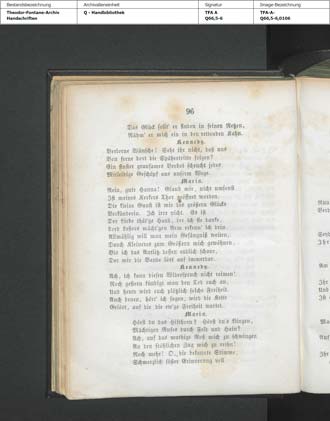 Bestandsbezeichnung
Theodor-Fontane-Archiv
Handschriften
Archivalieneinheit
Q - Handbibliothek
Signatur
TFA A
Q66,5-6
Image-Bezeichnung
TFA-A-
Q66,5-6,0106
96
Das Glück sollt' er finden in seinen Netzen,
Nähm' er mich ein in den rettenden Kahn.
Kennedy.
Verlorne Wünsche! Seht ihr nicht, daß uns
Von ferne dort die Spähertritte folgen?
Ein finster grausames Verbot scheucht jedes
Mitleidige Geschöpf aus unserm Wege.
Maria.
Nein, gute Hanna! Glaub mir, nicht umsonst
Ist meines Kerkers Thor geöffnet worden.
Die kleine Gunst ist mir des größern Glücks
Verkünderin. Ich irre nicht. Es ist
Der Liebe thät'ge Hand, der ich sie danke,
Lord Lesters mächt'gen Arm erkenn' ich drin.
Allmählig will man mein Gefängniß weiten,
Durch Kleineres zum Größern mich gewöhnen,
Bis ich das Antlitz dessen endlich schaue,
Der mir die Bande löst auf immerdar.
Kennedy.
Ach, ich kann diesen Widerspruch nicht reimen!
Noch gestern kündigt man den Tod euch an,
Und heute wird euch plötzlich solche Freiheit.
Auch denen, hört' ich sagen, wird die Kette
Gelöst, auf die die ew'ge Freiheit wartet.
Maria.
Hörst du das Hifthorn? Hörst du's klingen,
Mächtigen Rufes durch Feld und Hain?
Ach, auf das muthige Roß mich zu schwingen,
An den fröhlichen Zug mich zu reihn!
Noch mehr! O, die bekannte Stimme,
Schmerzlich süßer Erinnerung voll.